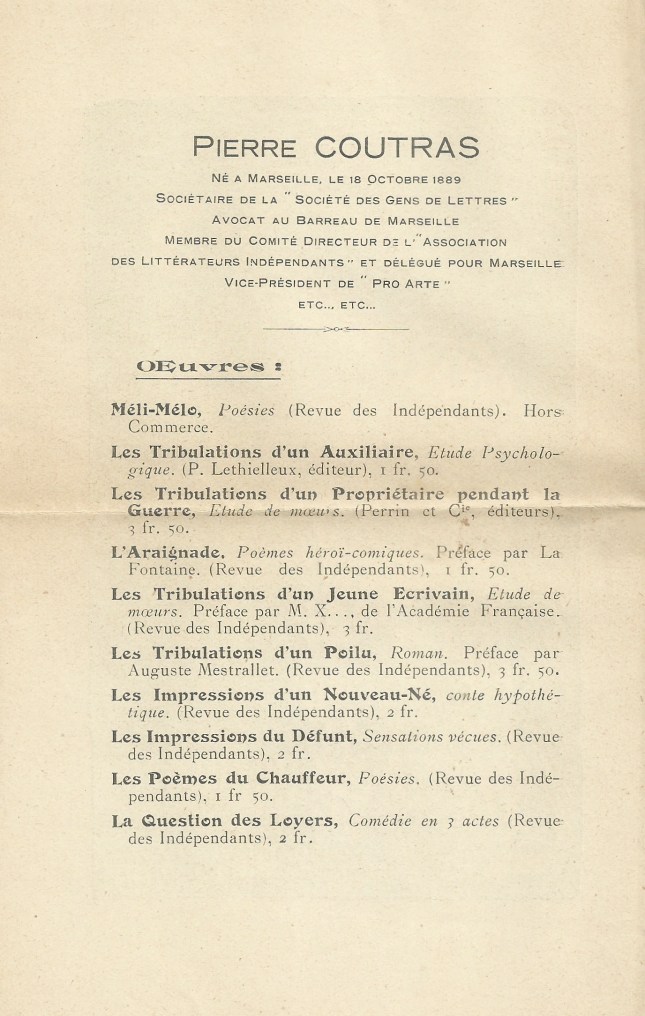 PIERRE COUTRAS
NÉ A MARSEILLE, LE 18 OCTOBRE 1889
SOCIÉTAIRE DE LA " SOCIÉTÉ DES GENS DE LETTRES "
AVOCAT AU BARREAU DE MARSEILLE
MEMBRE DU COMITÉ DIRECTEUR DE L'"ASSOCIATION
DES LITTÉRATEURS INDÉPENDANTS" ET DÉLÉGUÉ POUR MARSEILLE
VICE-PRÉSIDENT DE " PRO ARTE "
ETC.., ETC...
Œuvres :
Méli-Mélo, Poésies (Revue des Indépendants). Hors
Commerce.
Les Tribulations d'un Auxiliaire, Etude Psycholo-
gique. (P. Lethielleux, éditeur), 1 fr. 50.
Les Tribulations d'un Propriétaire pendant la
Guerre, Etude de mœurs. (Perrin et Cie, éditeurs).
3 fr. 50.
L'Araignade, Poèmes héroï-comiques. Préface par La
Fontaine. (Revue des Indépendants), 1 fr. 50.
Les Tribulations d'un Jeune Ecrivain, Etude de
mœurs. Préface par M. X..., de l'Académie Française.
(Revue des Indépendants), 3 fr.
Les Tribulations d'un Poilu, Roman. Préface par
Auguste Mestrallet. (Revue des Indépendants), 3 fr. 50.
Les Impressions d'un Nouveau-Né, conte hypothé-
tique. (Revue des Indépendants), 2 fr.
Les Impressions du Défunt, Sensations vécues. (Revue
des Indépendants), 2 fr.
Les Poèmes du Chauffeur, Poésies. (Revue des Indé-
pendants), 1 fr 50.
La Question des Loyers, Comédie en 3 actes (Revue
des Indépendants), 2 fr.